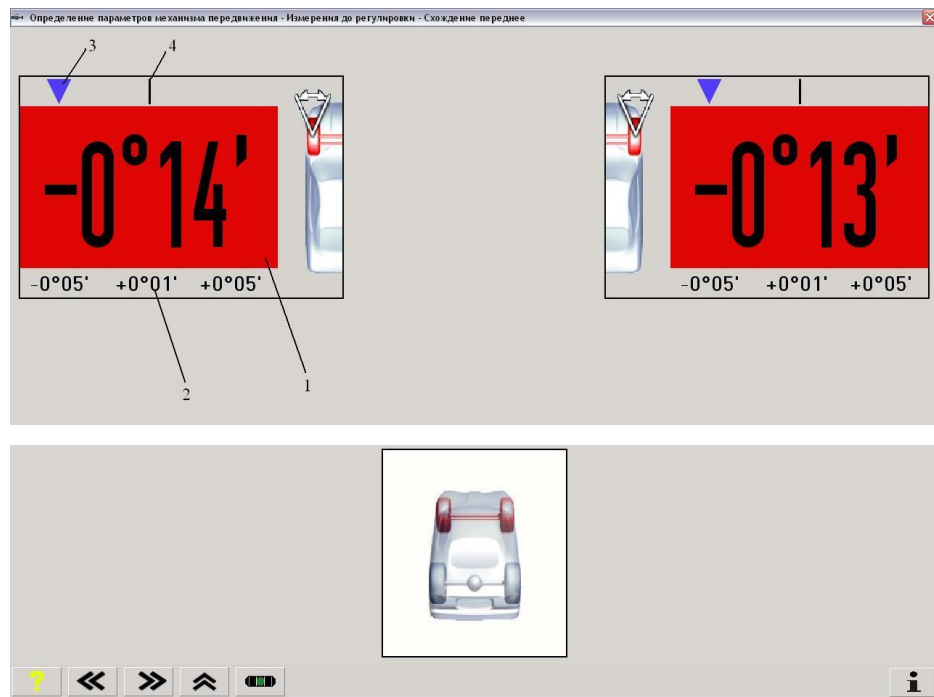 Определение параметров механизма передвижения - Измерения до регулировки - Схождение переднее
3
4
-0°14'
-0°13'
-0°05' +0°01' +0°05'
-0°05' +0°01' +0°05'
2
1
?
i